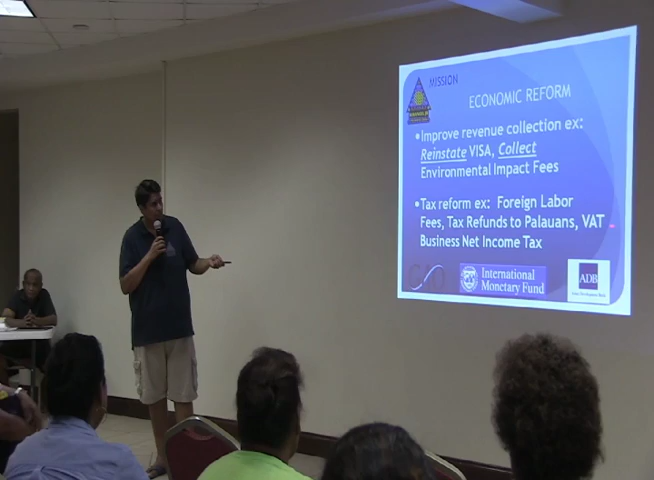 MISSION
ECONOMIC REFORM
•Improve revenue collection ex:
Reinstate VISA, Collect
Environmental Impact Fees
•Tax reform ex: Foreign Labor
Fees, Tax Refunds to Palauans, VAT
Business Net Income Tax
International
Monetary Fund
ADB